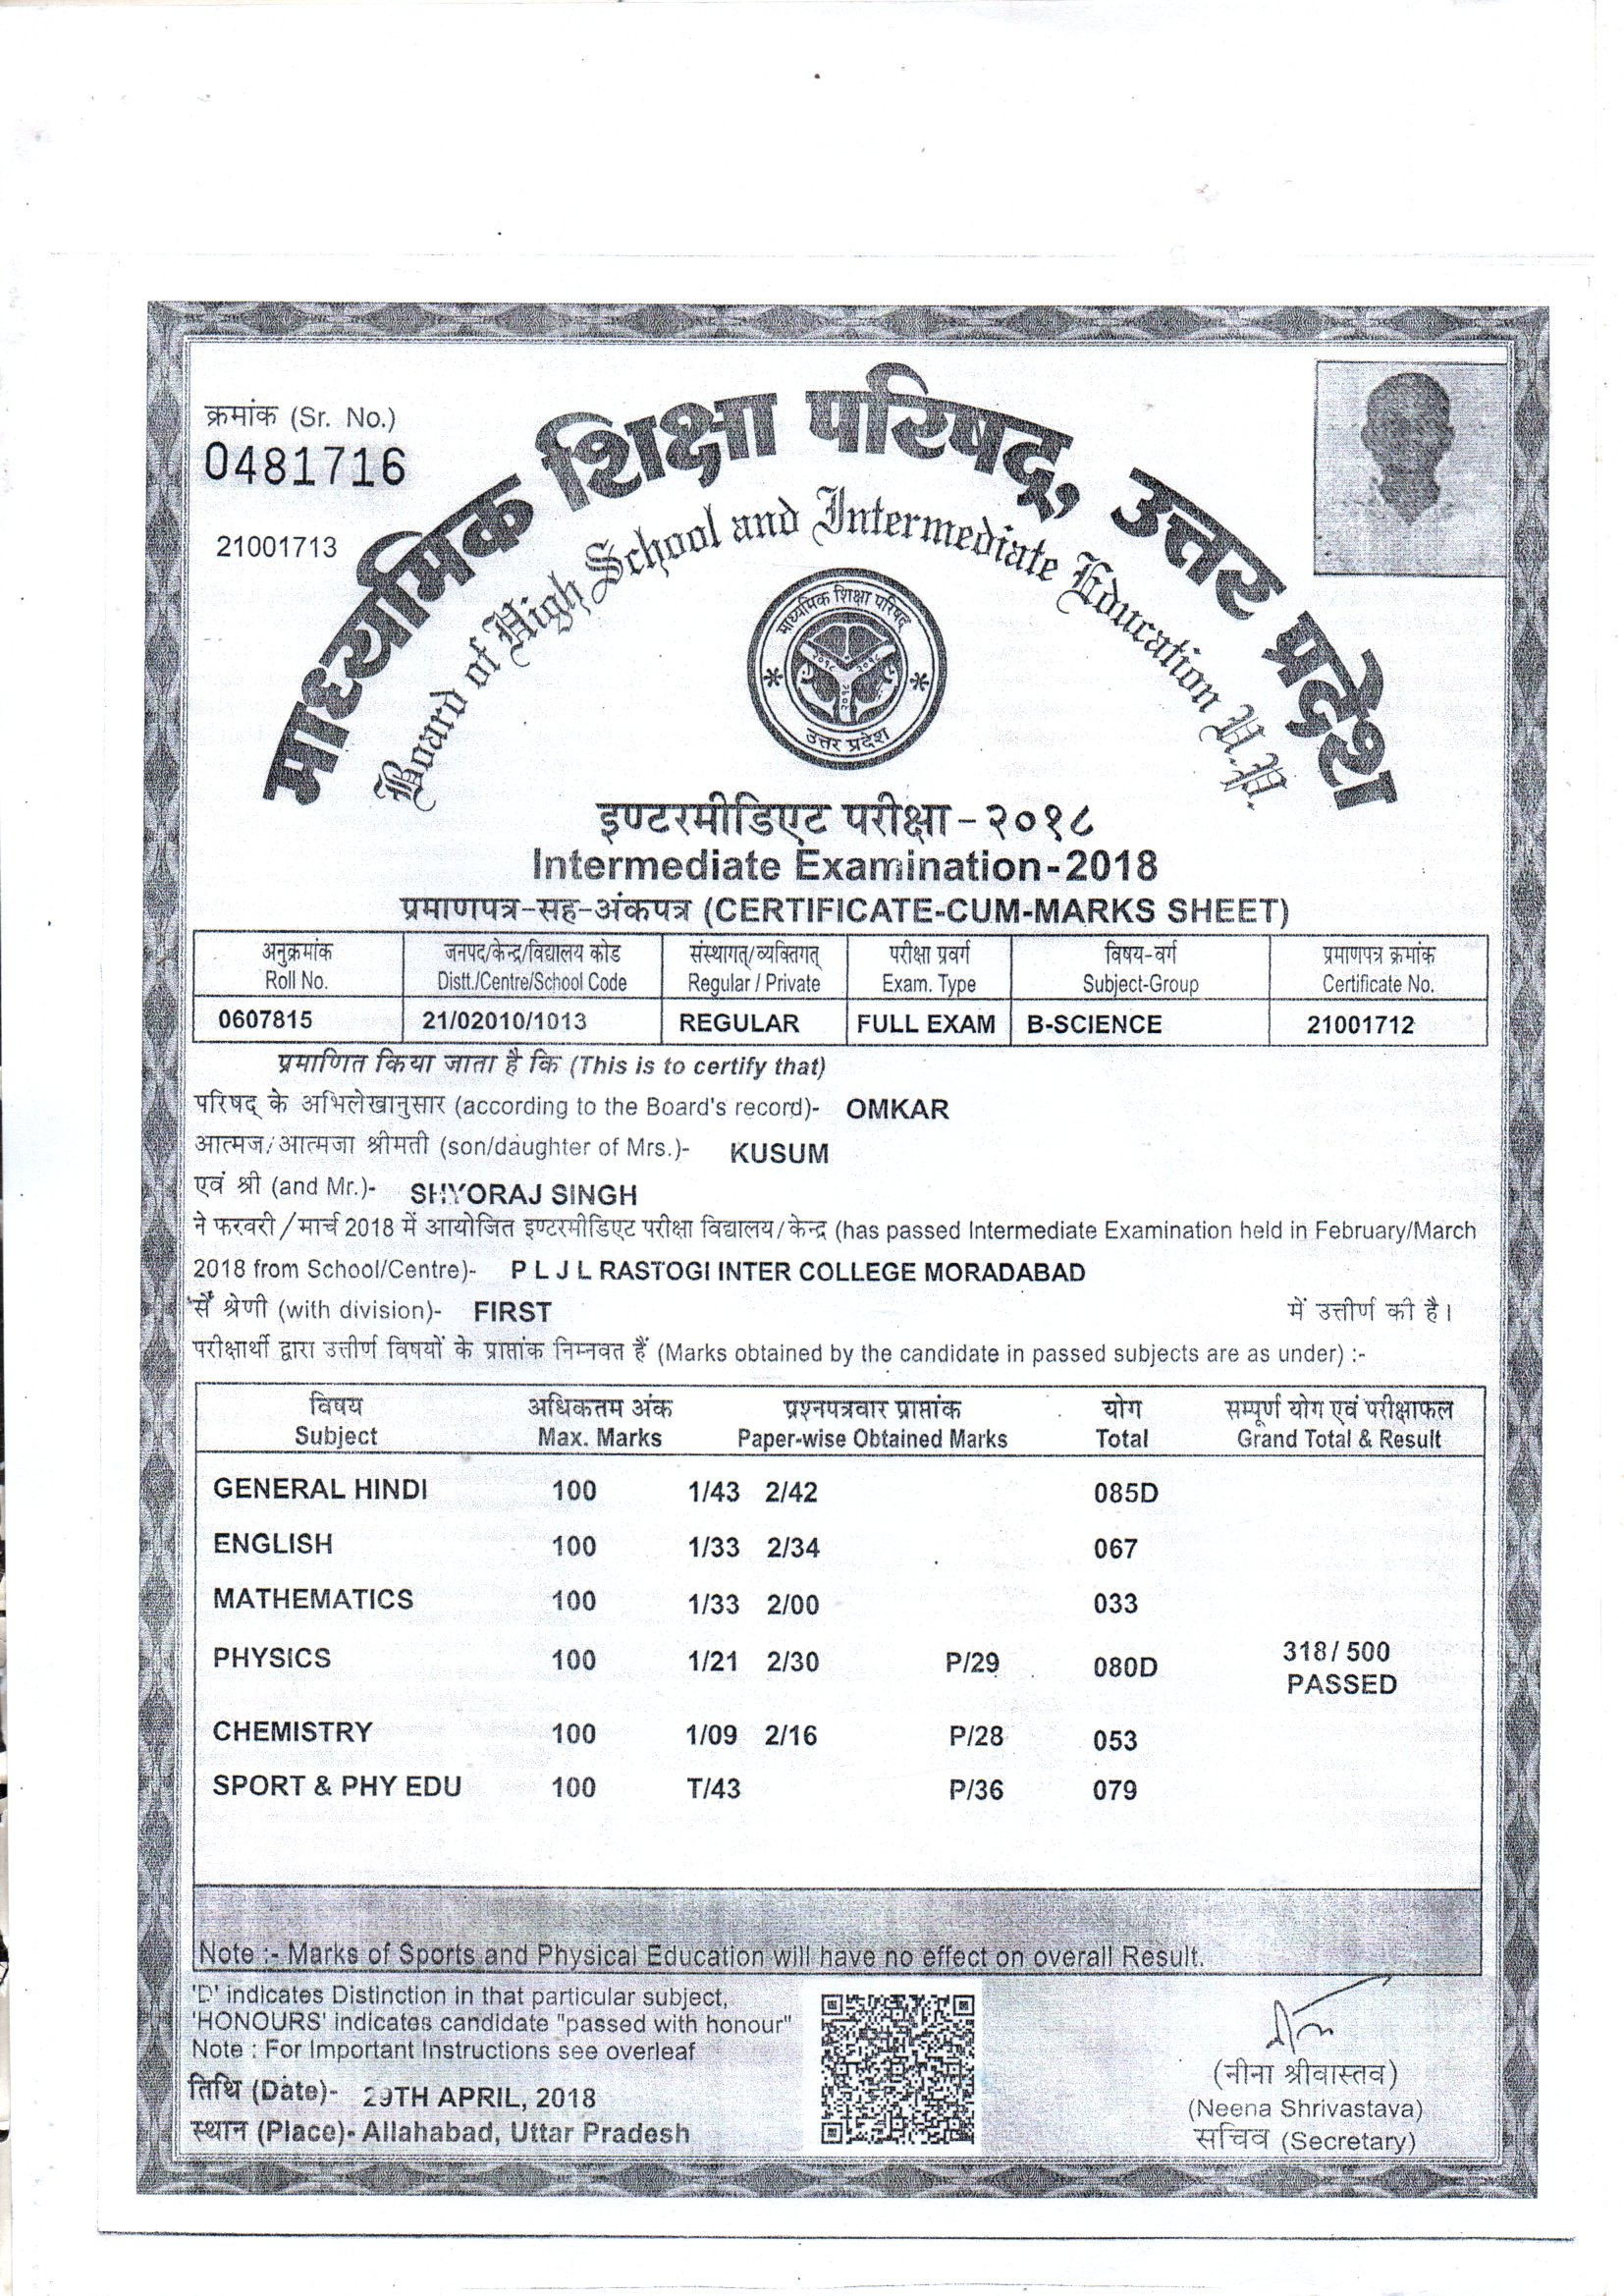 क्रमांक (Sr. No.)
0481716
21001713
माध्यमिक शिक्षा परिषद्, उत्तर प्रदेश
Board of High School and Intermediate Education U.P.
माध्यमिक शिक्षा परिषद्
२०१८ २०१८
२०१८
उत्तर प्रदेश
इण्टरमीडिएट परीक्षा - २०१८
Intermediate Examination-2018
प्रमाणपत्र-सह-अंकपत्र (CERTIFICATE-CUM-MARKS SHEET)
अनुक्रमांक जनपद/केन्द्र/विद्यालय कोड संस्थागत्/व्यक्तिगत् परीक्षा प्रवर्ग विषय-वर्ग प्रमाणपत्र क्रमांक
Roll No. Distt./Centre/School Code Regular / Private Exam. Type Subject-Group Certificate No.
0607815 21/02010/1013 REGULAR FULL EXAM B-SCIENCE 21001712
प्रमाणित किया जाता है कि (This is to certify that)
परिषद् के अभिलेखानुसार (according to the Board's record)- OMKAR
आत्मज/आत्मजा श्रीमती (son/daughter of Mrs.)- KUSUM
एवं श्री (and Mr.)- SHYORAJ SINGH
ने फरवरी/मार्च 2018 में आयोजित इण्टरमीडिएट परीक्षा विद्यालय/केन्द्र (has passed Intermediate Examination held in February/March
2018 from School/Centre)- P L J L RASTOGI INTER COLLEGE MORADABAD
से श्रेणी (with division)- FIRST में उत्तीर्ण की है।
परीक्षार्थी द्वारा उत्तीर्ण विषयों के प्राप्तांक निम्नवत हैं (Marks obtained by the candidate in passed subjects are as under) :-
विषय अधिकतम अंक प्रश्नपत्रवार प्राप्तांक योग सम्पूर्ण योग एवं परीक्षाफल
Subject Max. Marks Paper-wise Obtained Marks Total Grand Total & Result
GENERAL HINDI 100 1/43 2/42 085D
ENGLISH 100 1/33 2/34 067
MATHEMATICS 100 1/33 2/00 033
PHYSICS 100 1/21 2/30 P/29 080D 318/ 500
PASSED
CHEMISTRY 100 1/09 2/16 P/28 053
SPORT & PHY EDU 100 T/43 P/36 079
Note :- Marks of Sports and Physical Education will have no effect on overall Result.
'D' indicates Distinction in that particular subject,
'HONOURS' indicates candidate "passed with honour"
Note : For Important Instructions see overleaf
तिथि (Date)- 29TH APRIL, 2018
स्थान (Place)- Allahabad, Uttar Pradesh
(नीना श्रीवास्तव)
(Neena Shrivastava)
सचिव (Secretary)